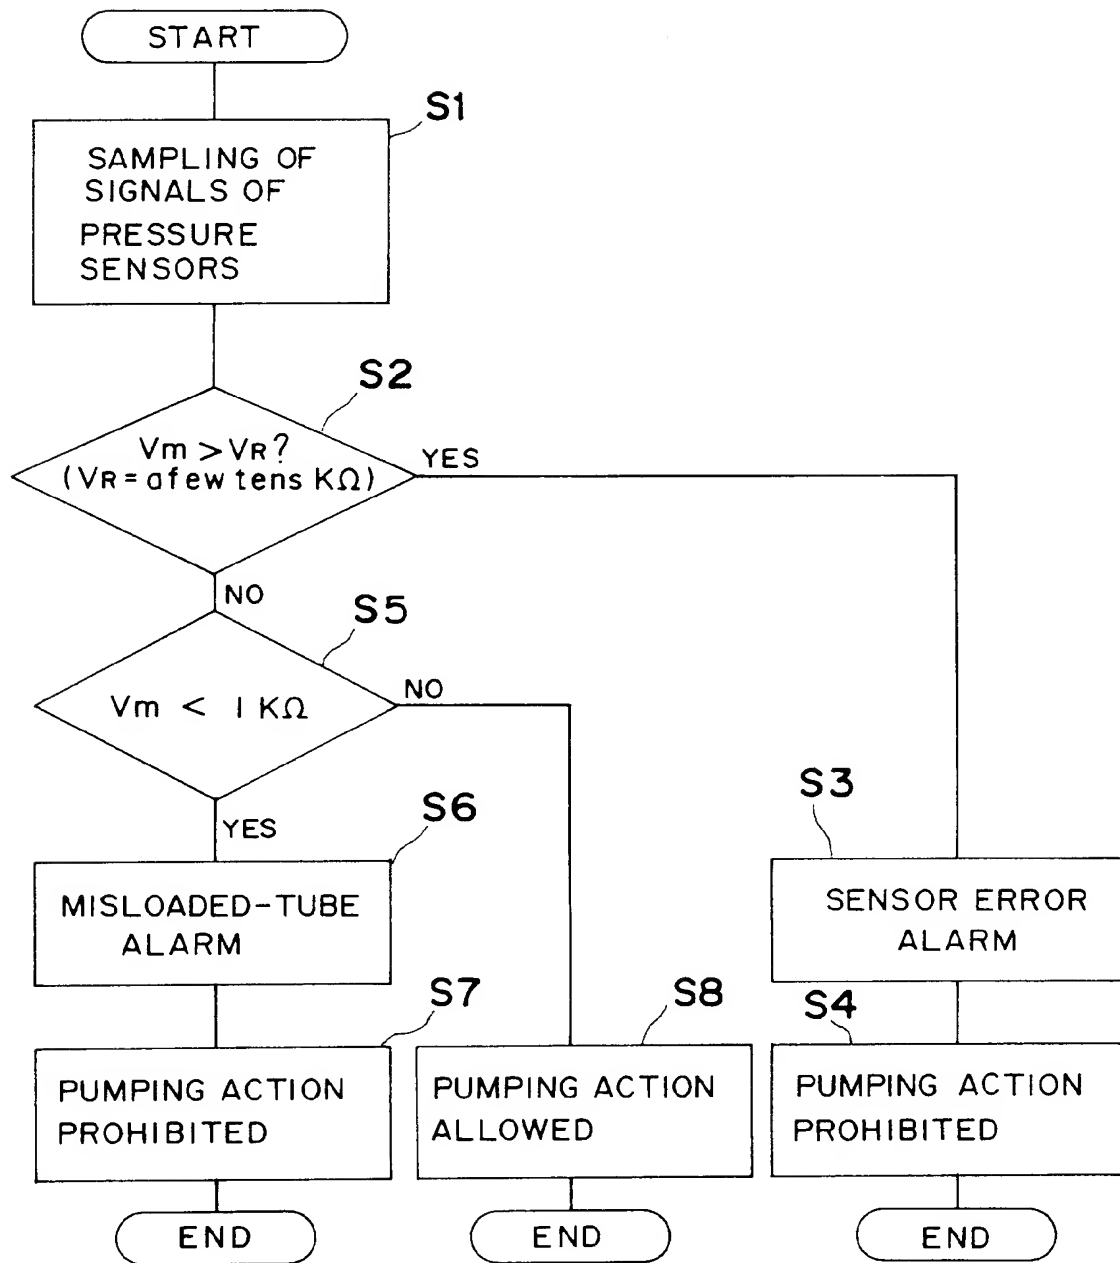 START
S1
SAMPLING OF
SIGNALS OF
PRESSURE
SENSORS
S2
Vm > VR?
(VR = afew tens KΩ)
YES
NO
S5
Vm < 1 KΩ
NO
YES
S6
MISLOADED-TUBE
ALARM
S3
SENSOR ERROR
ALARM
S7
PUMPING ACTION
PROHIBITED
S8
PUMPING ACTION
ALLOWED
S4
PUMPING ACTION
PROHIBITED
END
END
END